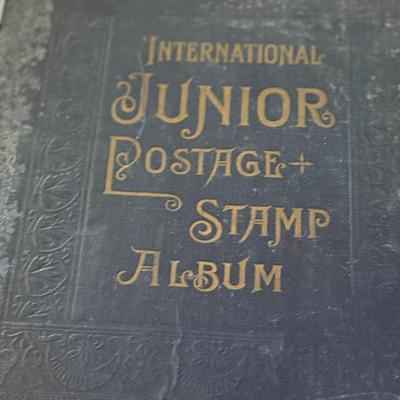 INTERNATIONAL
JUNIOR
POSTAGE+
STAMP
ALBUM